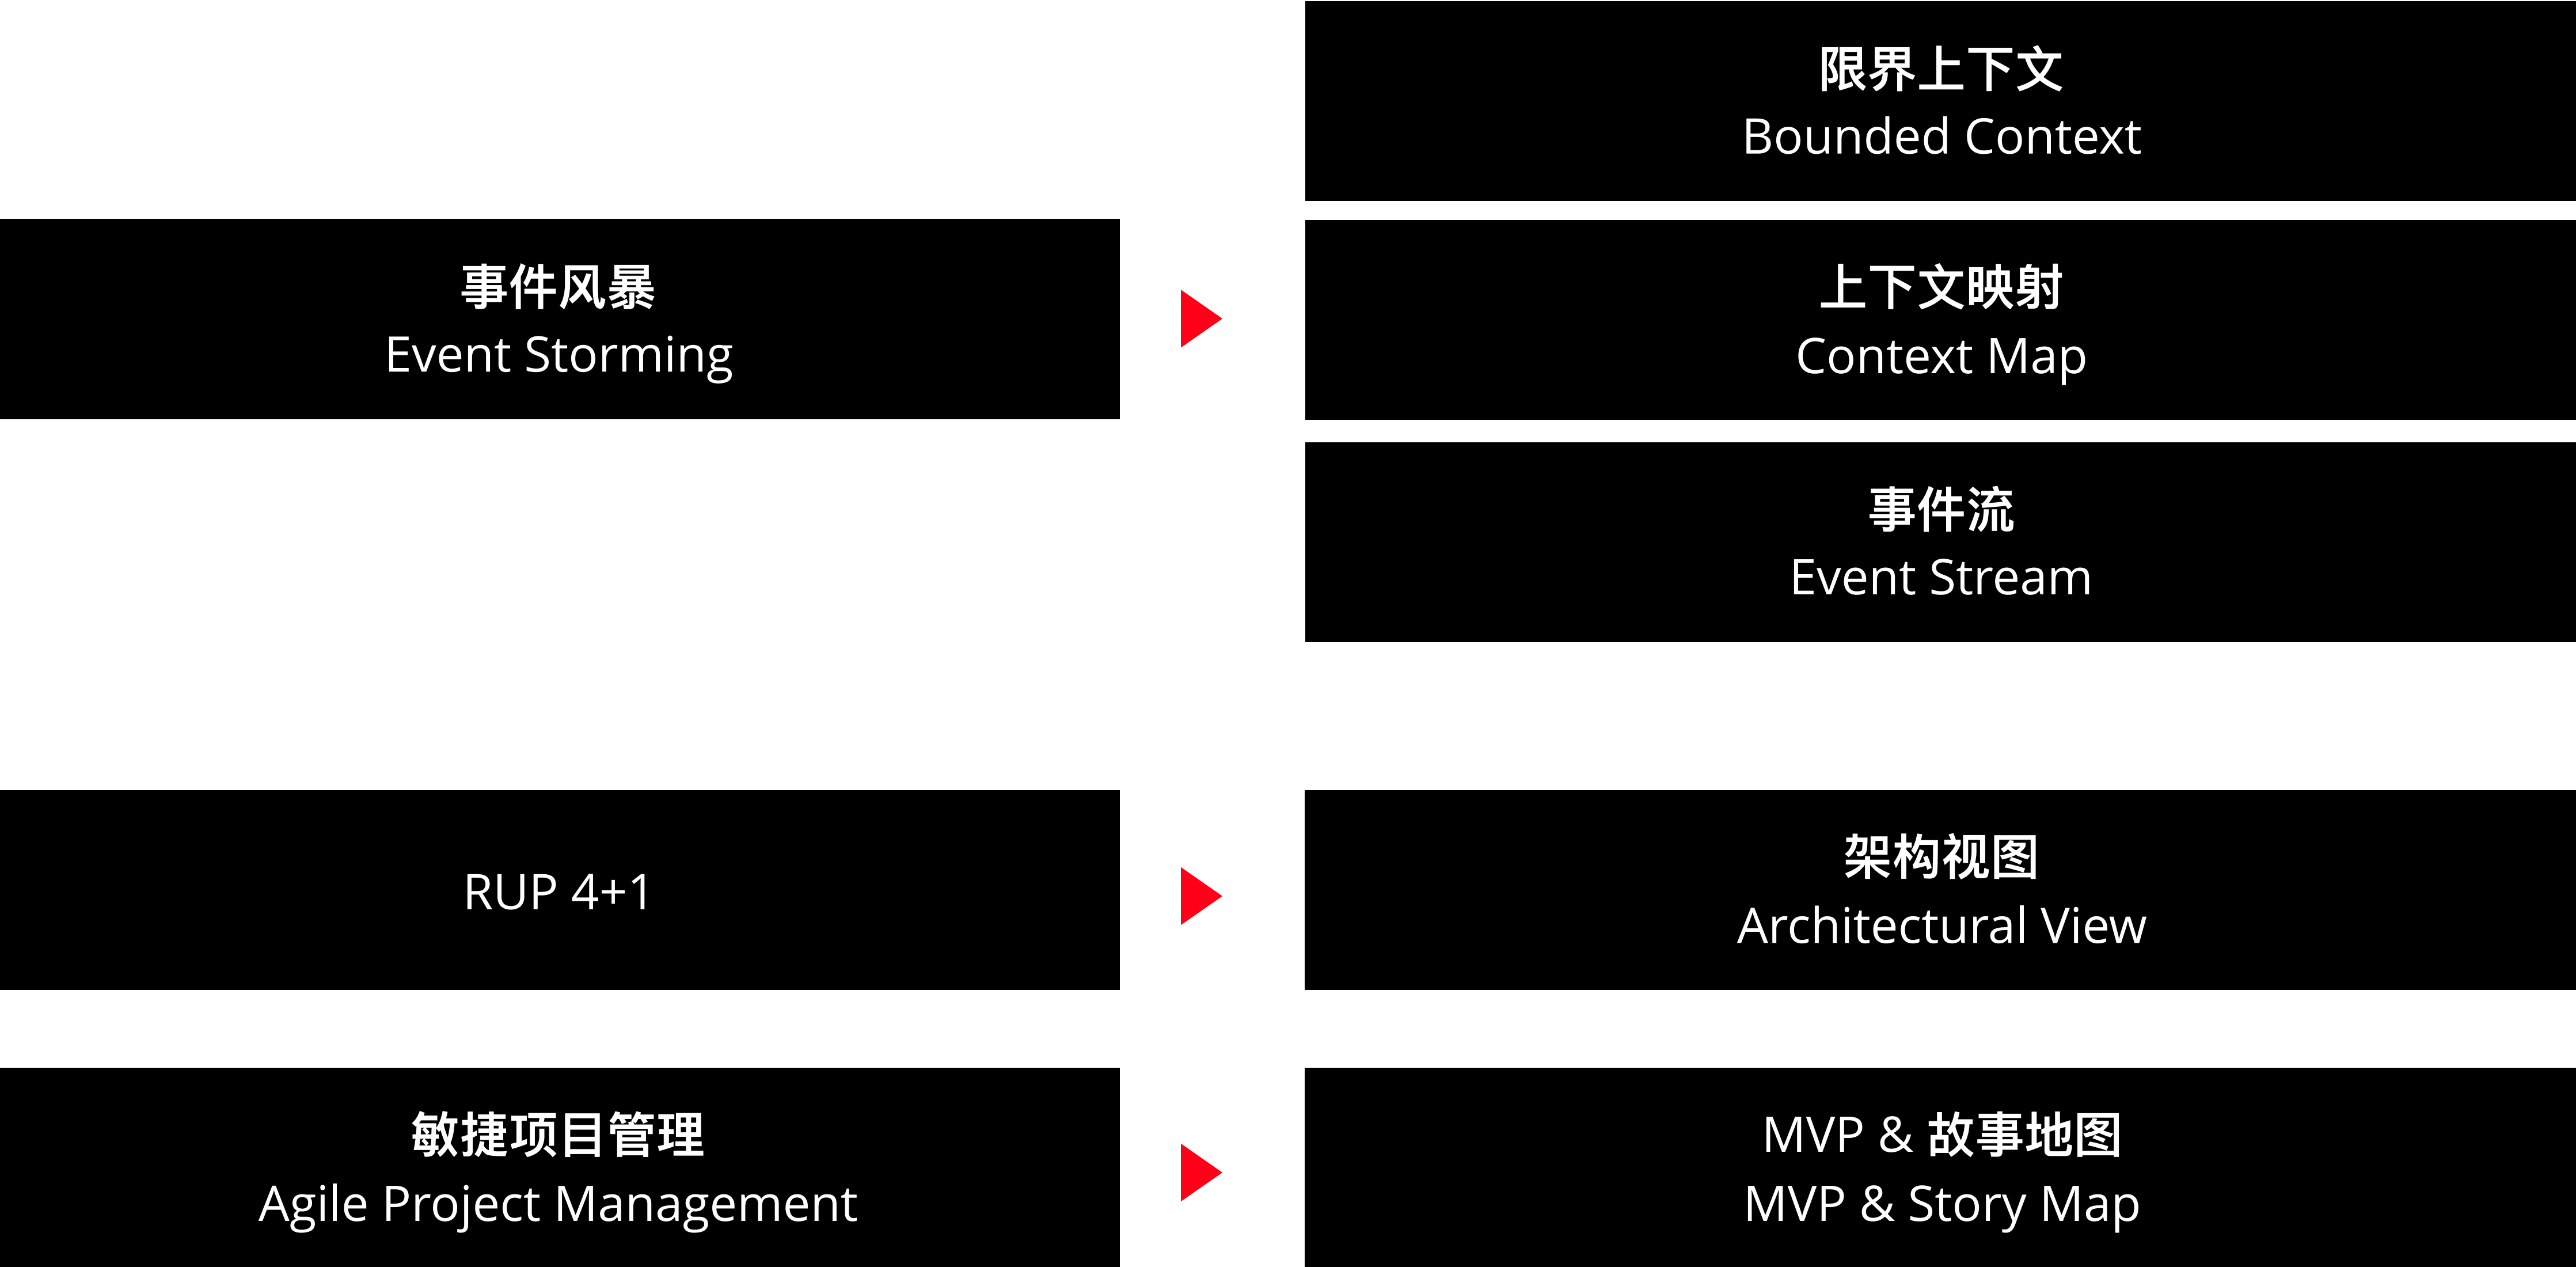 限界上下文
Bounded Context
事件风暴
Event Storming
上下文映射
Context Map
事件流
Event Stream
RUP 4+1
架构视图
Architectural View
敏捷项目管理
Agile Project Management
MVP & 故事地图
MVP & Story Map